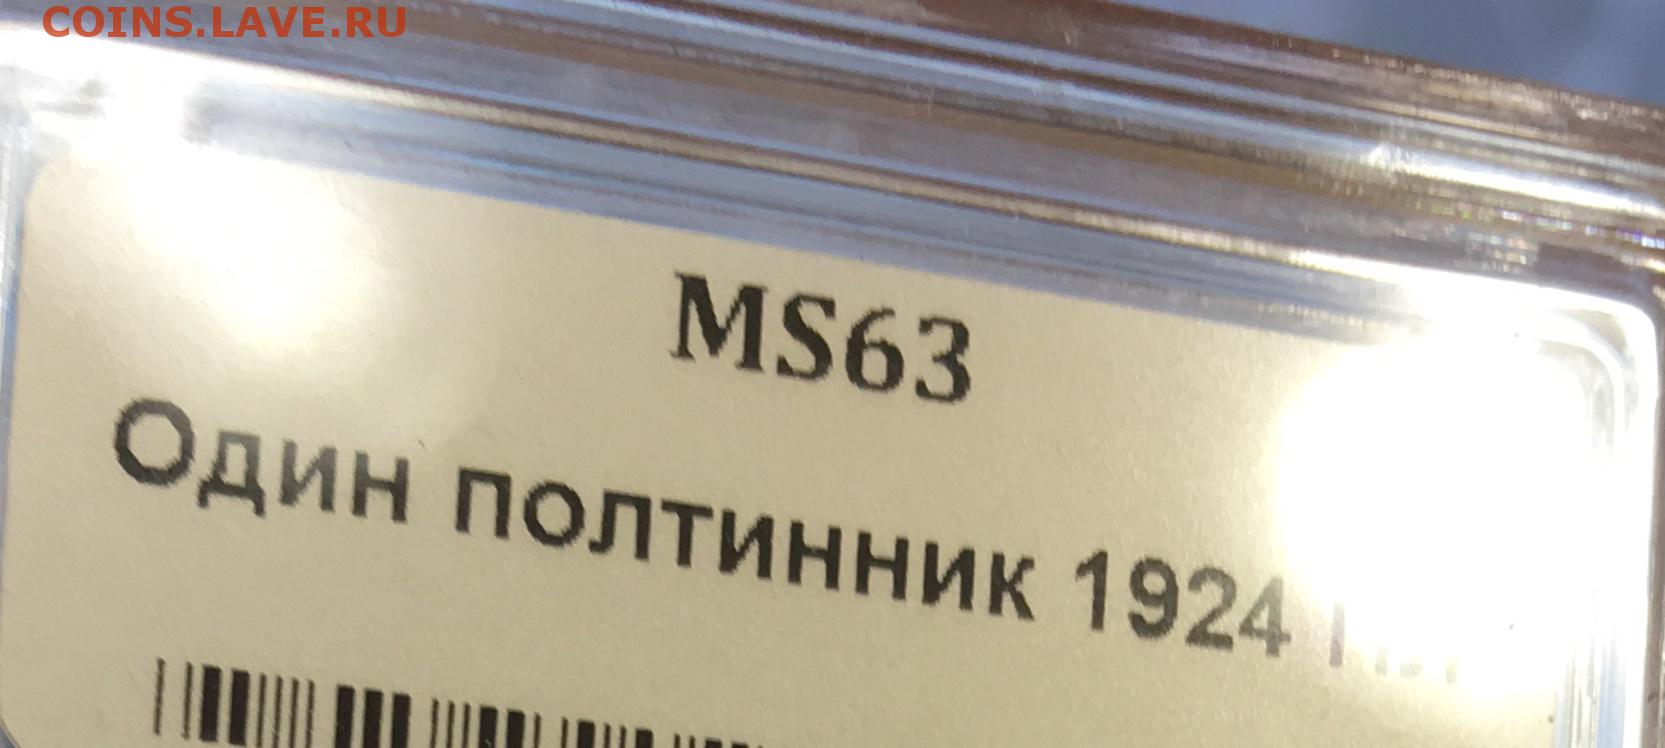 COINS.LAVE.RU
MS63
Один полтинник 1924